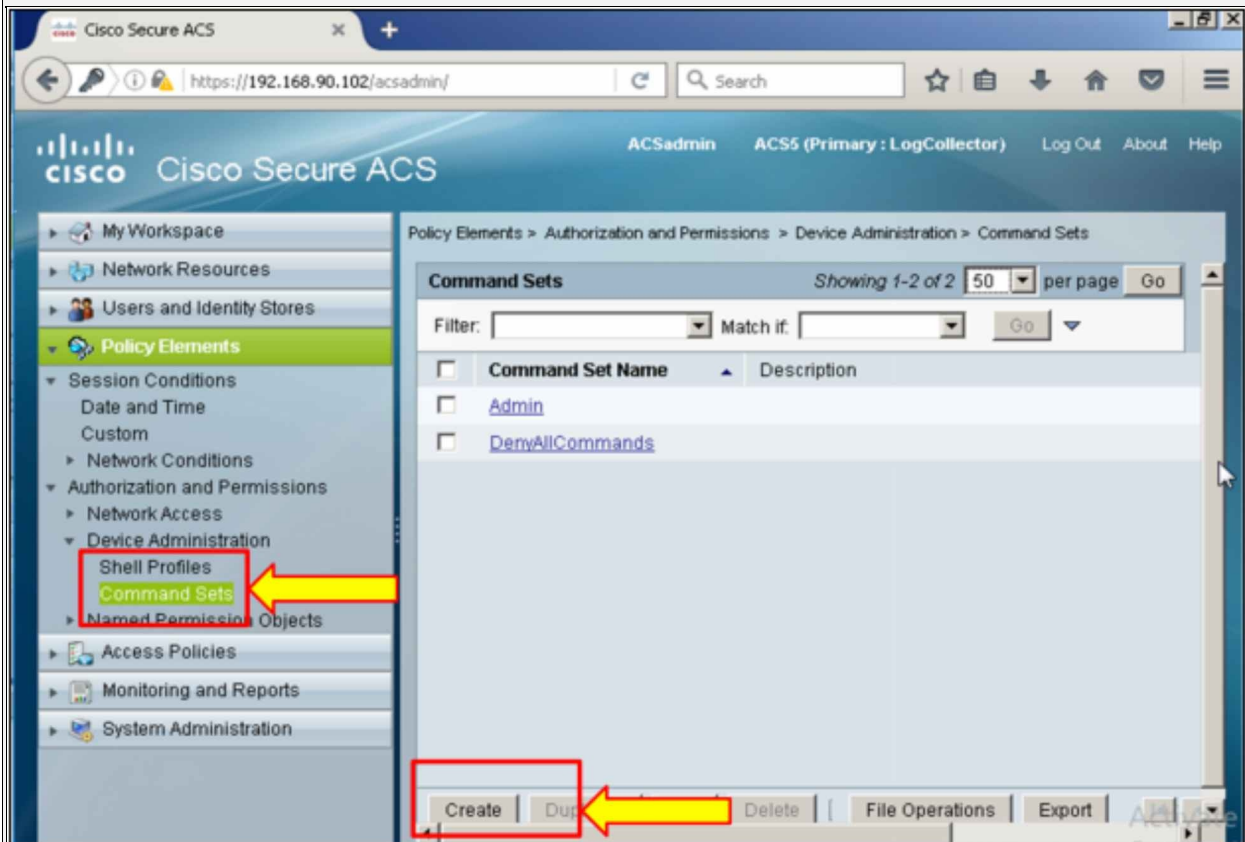 Cisco Secure ACS
https://192.168.90.102/acsadmin/
Search
CISCO Cisco Secure ACS
ACSadmin ACS5 (Primary : LogCollector) Log Out About Help
My Workspace
Network Resources
Users and Identity Stores
Policy Elements
Session Conditions
Date and Time
Custom
Network Conditions
Authorization and Permissions
Network Access
Device Administration
Shell Profiles
Command Sets
Named Permission Objects
Access Policies
Monitoring and Reports
System Administration
Policy Elements > Authorization and Permissions > Device Administration > Command Sets
Command Sets Showing 1-2 of 2 50 per page Go
Filter: Match if: Go
Command Set Name Description
Admin
DenyAllCommands
Create Dup Delete | File Operations Export
Activate